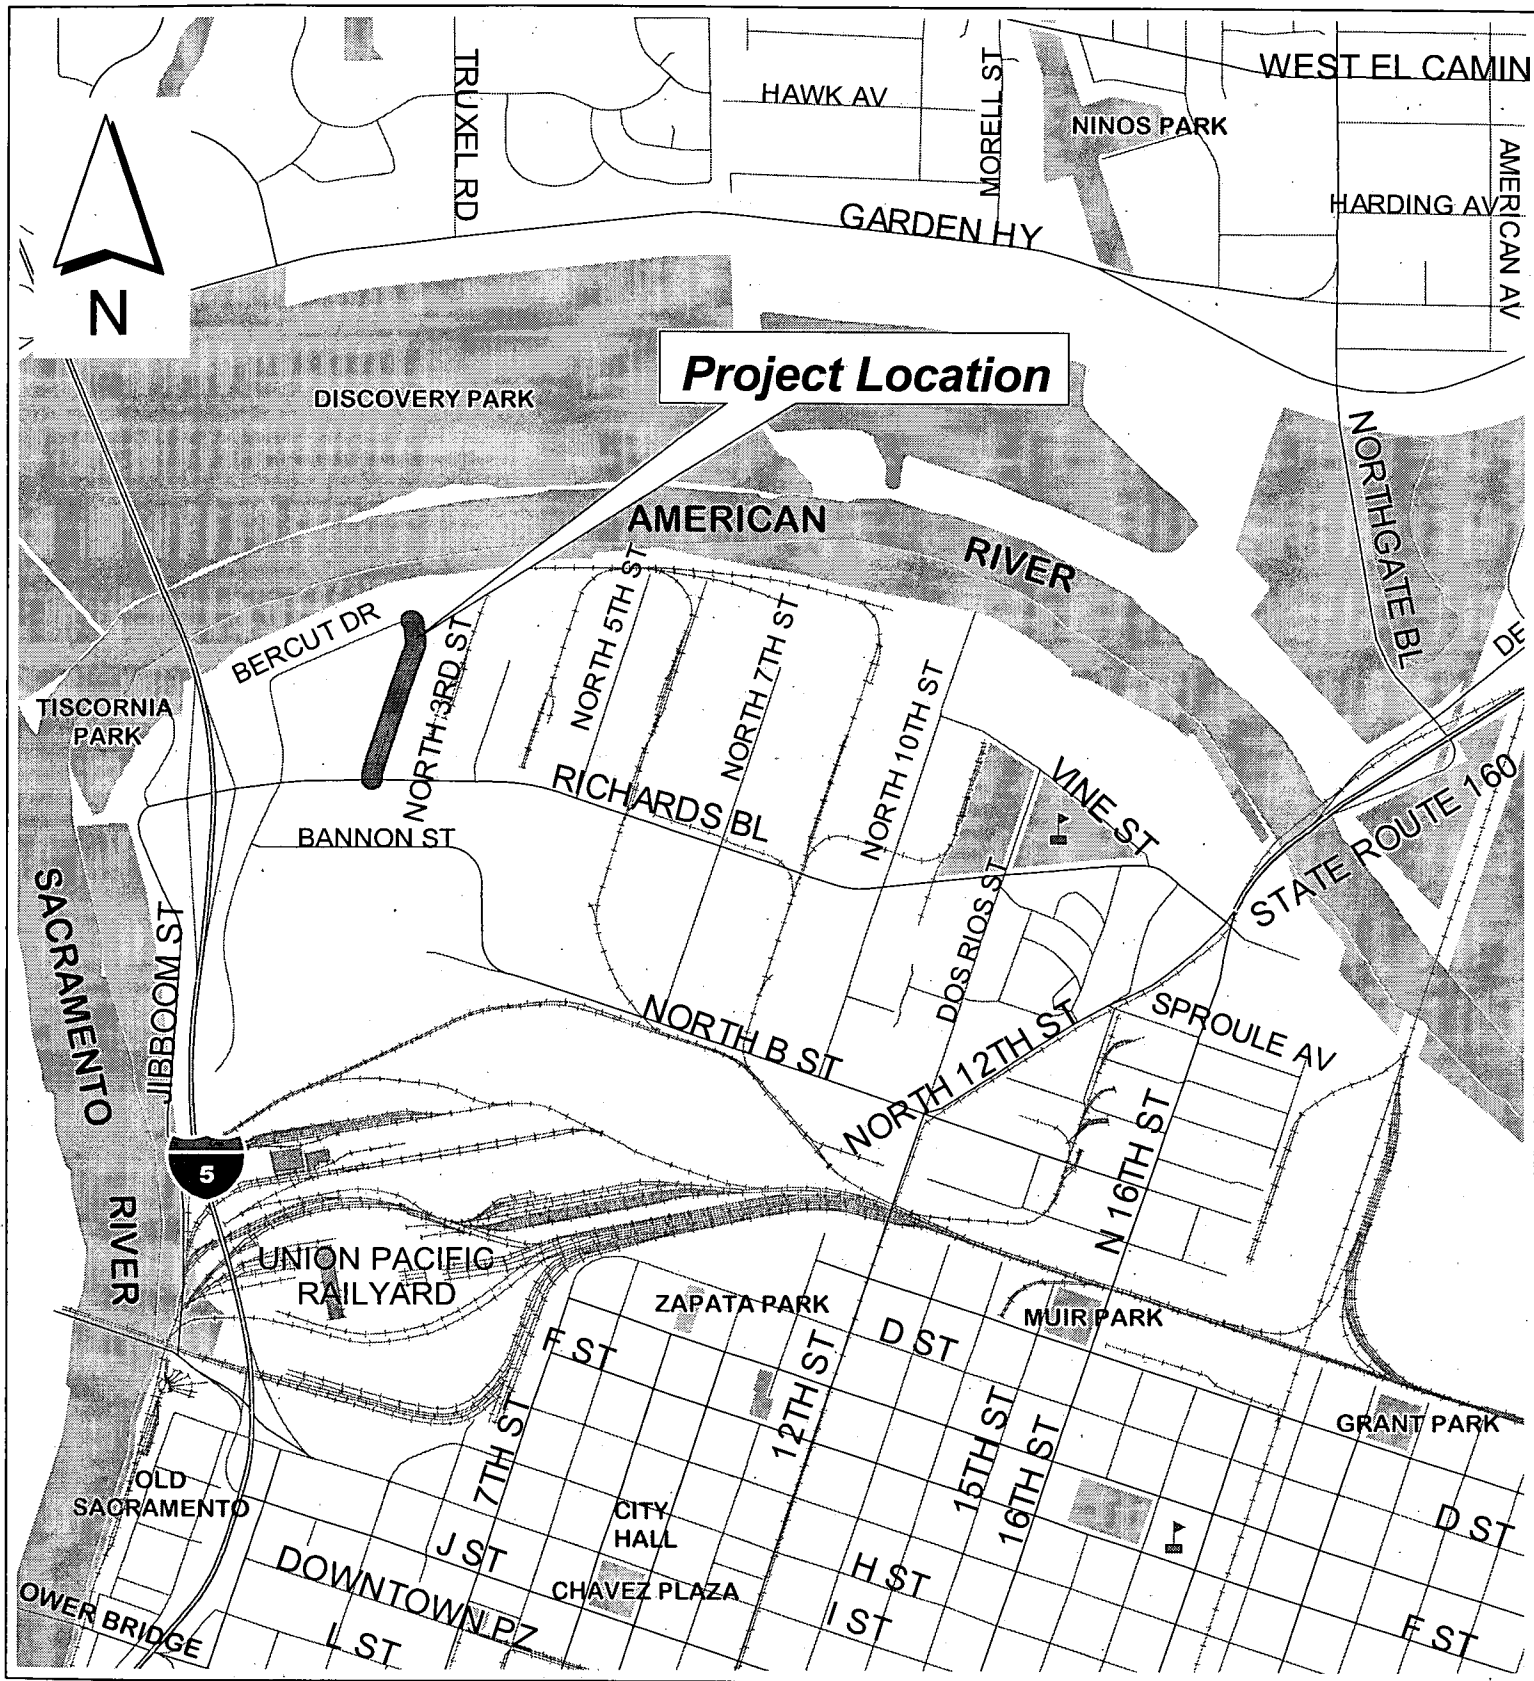 WEST EL CAMIN
TRUXEL RD
HAWK AV
MORELL ST
NINOS PARK
AMERICAN AV
HARDING AV
GARDEN HY
N
Project Location
DISCOVERY PARK
NORTHGATE BL
AMERICAN
RIVER
NORTH 5TH ST
NORTH 7TH ST
BERCUT DR
NORTH 3RD ST
DE
NORTH 10TH ST
TISCORNIA
PARK
RICHARDS BL
VINE ST
STATE ROUTE 160
BANNON ST
SACRAMENTO
RIVER
JIBBOOM ST
DOS RIOS ST
NORTH B ST
NORTH 12TH ST
SPROULE AV
N 16TH ST
5
UNION PACIFIC
RAILYARD
ZAPATA PARK
MUIR PARK
F ST
D ST
12TH ST
7TH ST
15TH ST
16TH ST
GRANT PARK
OLD
SACRAMENTO
CITY
HALL
D ST
J ST
DOWNTOWN PZ
CHAVEZ PLAZA
H ST
I ST
OWER BRIDGE
L ST
F ST